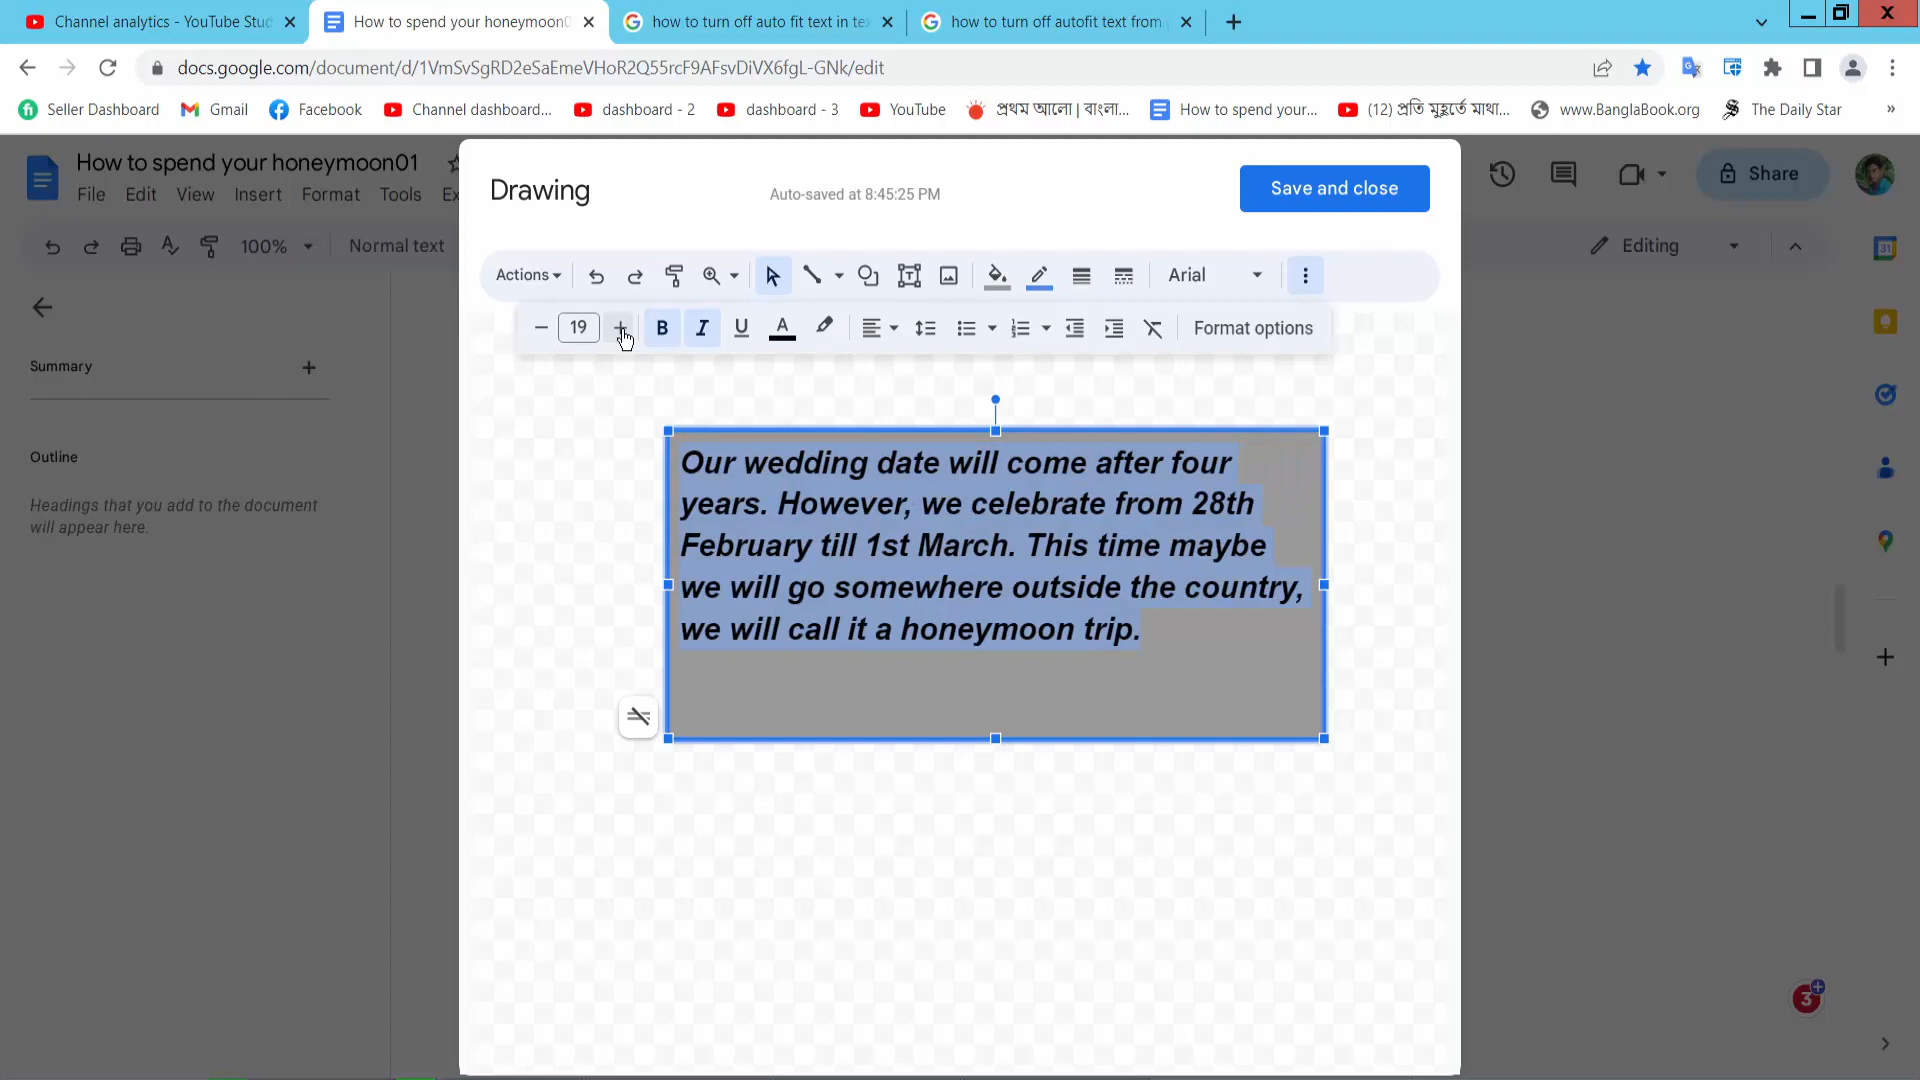 Channel analytics - YouTube Stud
How to spend your honeymoon0
how to turn off auto fit text in tex
how to turn off autofit text from
docs.google.com/document/d/1VmSvSgRD2eSaEmeVHoR2Q55rcF9AFsvDiVX6fgL-GNk/edit
Seller Dashboard
Gmail
Facebook
Channel dashboard...
dashboard - 2
dashboard - 3
YouTube
প্রথম আলো | বাংলা...
How to spend your...
(12) প্রতি মুহূর্তে মাথা...
www.BanglaBook.org
The Daily Star
»
How to spend your honeymoon01
File Edit View Insert Format Tools Ex
Share
100%
Normal text
Editing
Summary
Outline
Headings that you add to the document
will appear here.
Drawing
Auto-saved at 8:45:25 PM
Save and close
Actions
Arial
19
B I U A
Format options
Our wedding date will come after four
years. However, we celebrate from 28th
February till 1st March. This time maybe
we will go somewhere outside the country,
we will call it a honeymoon trip.
31
3